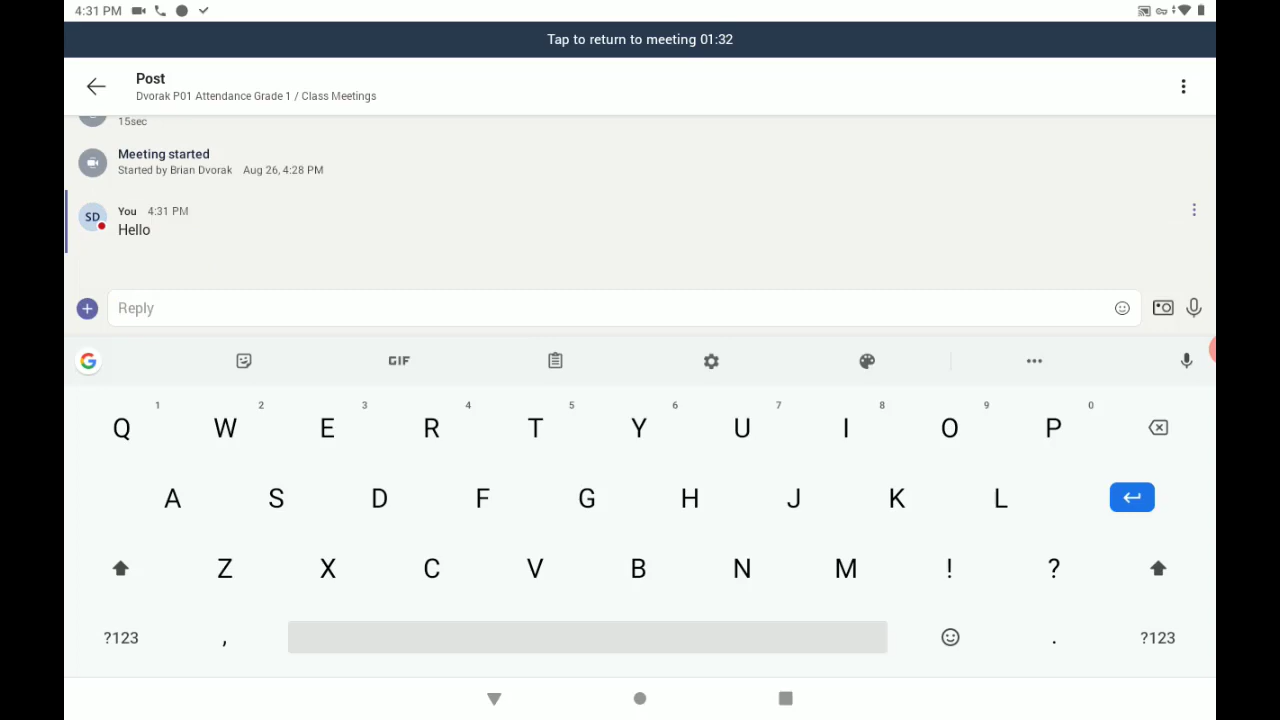 4:31 PM
Tap to return to meeting 01:32
Post
Dvorak P01 Attendance Grade 1 / Class Meetings
15sec
Meeting started
Started by Brian Dvorak Aug 26, 4:28 PM
SD
You 4:31 PM
Hello
Reply
GIF
1 2 3 4 5 6 7 8 9 0
Q W E R T Y U I O P
A S D F G H J K L
Z X C V B N M ! ?
?123 , . ?123